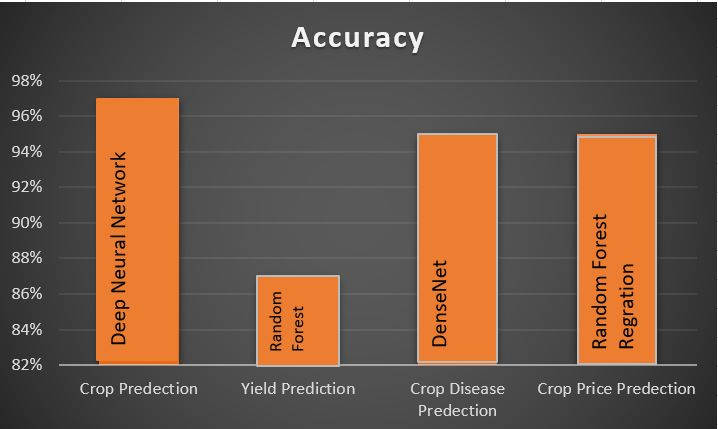 Accuracy
98%
96%
94%
92%
90%
88%
86%
84%
82%
Deep Neural Network
Random
Forest
DenseNet
Random Forest
Regration
Crop Predection
Yield Prediction
Crop Disease
Predection
Crop Price Predection